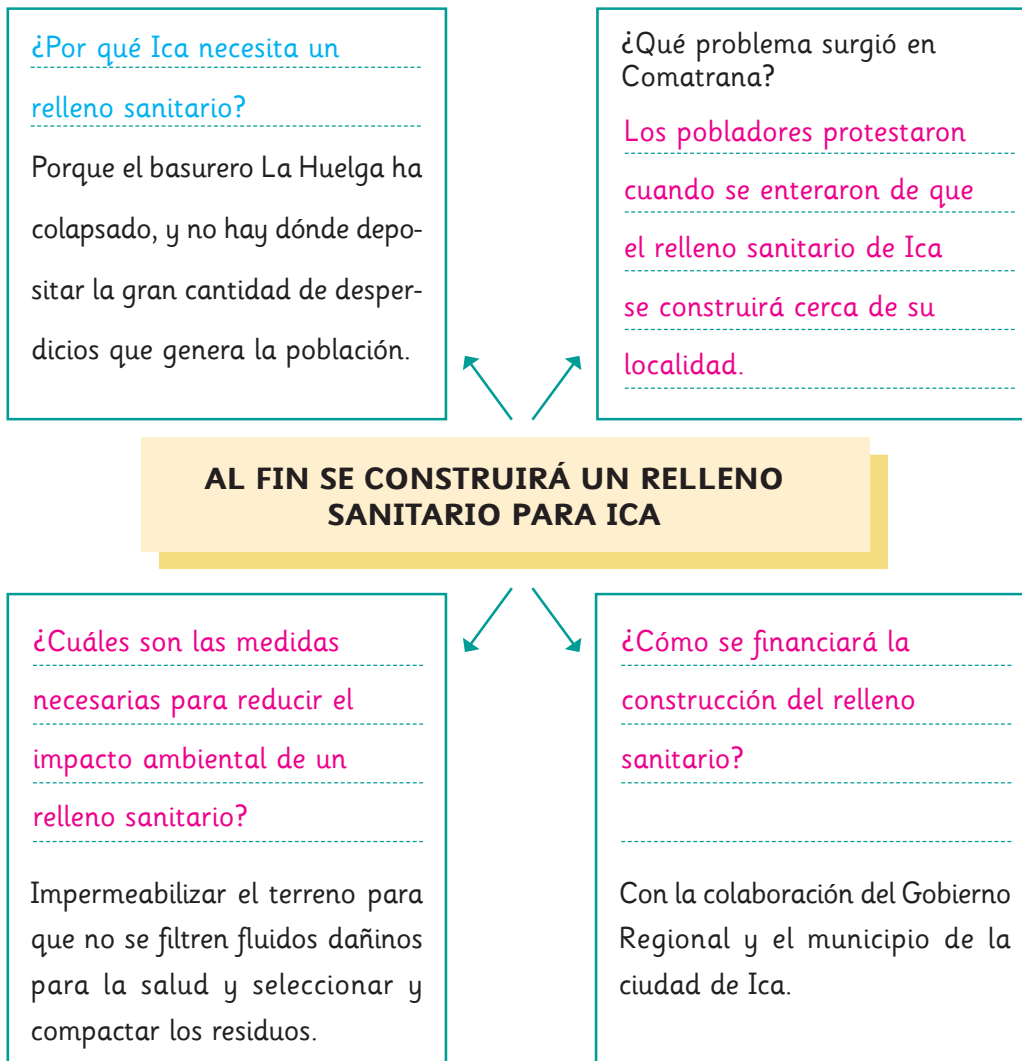 ¿Por qué Ica necesita un
relleno sanitario?
Porque el basurero La Huelga ha
colapsado, y no hay dónde depo-
sitar la gran cantidad de desper-
dicios que genera la población.
¿Qué problema surgió en
Comatrana?
Los pobladores protestaron
cuando se enteraron de que
el relleno sanitario de Ica
se construirá cerca de su
localidad.
AL FIN SE CONSTRUIRÁ UN RELLENO
SANITARIO PARA ICA
¿Cuáles son las medidas
necesarias para reducir el
impacto ambiental de un
relleno sanitario?
Impermeabilizar el terreno para
que no se filtren fluidos dañinos
para la salud y seleccionar y
compactar los residuos.
¿Cómo se financiará la
construcción del relleno
sanitario?
Con la colaboración del Gobierno
Regional y el municipio de la
ciudad de Ica.